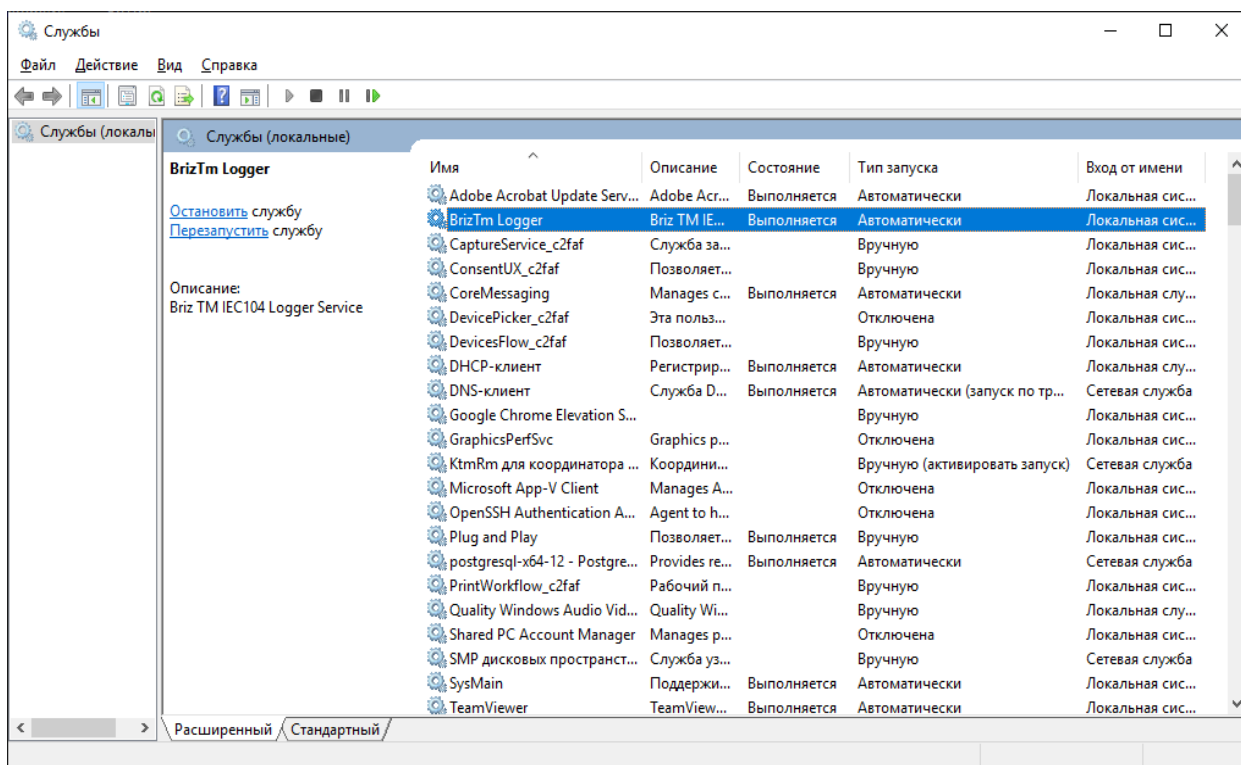 Службы
Файл Действие Вид Справка
Службы (локалы
Службы (локальные)
BrizTm Logger
Остановить службу
Перезапустить службу
Описание:
Briz TM IEC104 Logger Service
Имя Описание Состояние Тип запуска Вход от имени
Adobe Acrobat Update Serv... Adobe Acr... Выполняется Автоматически Локальная сис...
BrizTm Logger Briz TM IE... Выполняется Автоматически Локальная сис...
CaptureService_c2faf Служба за... Вручную Локальная сис...
ConsentUX_c2faf Позволяет... Вручную Локальная сис...
CoreMessaging Manages c... Выполняется Автоматически Локальная слу...
DevicePicker_c2faf Эта польз... Отключена Локальная сис...
DevicesFlow_c2faf Позволяет... Вручную Локальная сис...
DHCP-клиент Регистрир... Выполняется Автоматически Локальная слу...
DNS-клиент Служба D... Выполняется Автоматически (запуск по тр... Сетевая служба
Google Chrome Elevation S... Вручную Локальная сис...
GraphicsPerfSvc Graphics p... Отключена Локальная сис...
KtmRm для координатора ... Координи... Вручную (активировать запуск) Сетевая служба
Microsoft App-V Client Manages A... Отключена Локальная сис...
OpenSSH Authentication A... Agent to h... Отключена Локальная сис...
Plug and Play Позволяет... Выполняется Вручную Локальная сис...
postgresql-x64-12 - Postgre... Provides re... Выполняется Автоматически Сетевая служба
PrintWorkflow_c2faf Рабочий п... Вручную Локальная сис...
Quality Windows Audio Vid... Quality Wi... Вручную Локальная слу...
Shared PC Account Manager Manages p... Отключена Локальная сис...
SMP дисковых пространст... Служба уз... Вручную Сетевая служба
SysMain Поддержи... Выполняется Автоматически Локальная сис...
TeamViewer TeamView... Выполняется Автоматически Локальная сис...
Расширенный Стандартный